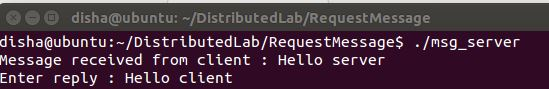 disha@ubuntu: ~/DistributedLab/RequestMessage
disha@ubuntu:~/DistributedLab/RequestMessage$ ./msg_server
Message received from client : Hello server
Enter reply : Hello client